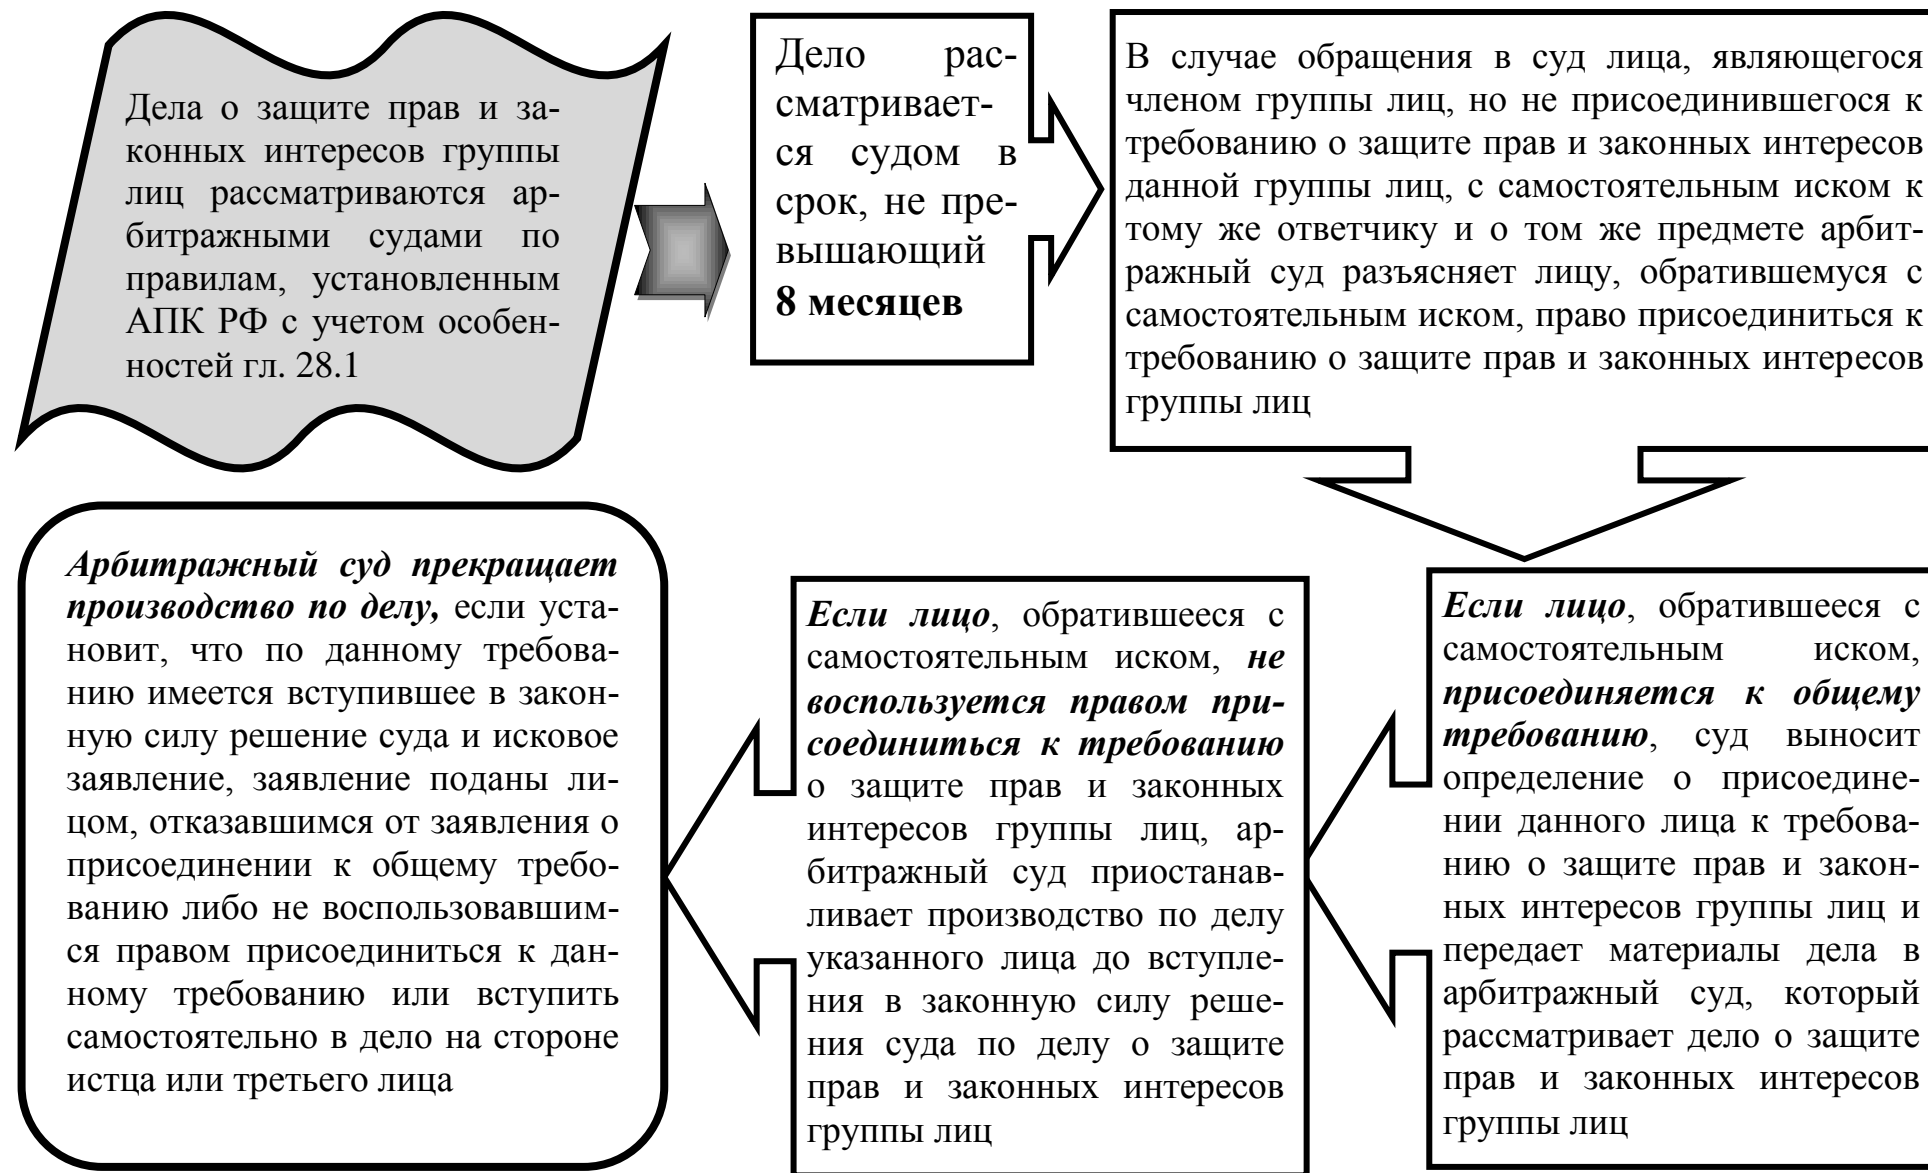 Дела о защите прав и за-
конных интересов группы
лиц рассматриваются ар-
битражными судами по
правилам, установленным
АПК РФ с учетом особен-
ностей гл. 28.1
Дело рас-
сматривает-
ся судом в
срок, не пре-
вышающий
8 месяцев
В случае обращения в суд лица, являющегося
членом группы лиц, но не присоединившегося к
требованию о защите прав и законных интересов
данной группы лиц, с самостоятельным иском к
тому же ответчику и о том же предмете арбит-
ражный суд разъясняет лицу, обратившемуся с
самостоятельным иском, право присоединиться к
требованию о защите прав и законных интересов
группы лиц
Если лицо, обратившееся с
самостоятельным иском,
присоединяется к общему
требованию, суд выносит
определение о присоедине-
нии данного лица к требова-
нию о защите прав и закон-
ных интересов группы лиц и
передает материалы дела в
арбитражный суд, который
рассматривает дело о защите
прав и законных интересов
группы лиц
Если лицо, обратившееся с
самостоятельным иском, не
воспользуется правом при-
соединиться к требованию
о защите прав и законных
интересов группы лиц, ар-
битражный суд приостанав-
ливает производство по делу
указанного лица до вступле-
ния в законную силу реше-
ния суда по делу о защите
прав и законных интересов
группы лиц
Арбитражный суд прекращает
производство по делу, если уста-
новит, что по данному требова-
нию имеется вступившее в закон-
ную силу решение суда и исковое
заявление, заявление поданы ли-
цом, отказавшимся от заявления о
присоединении к общему требо-
ванию либо не воспользовавшим-
ся правом присоединиться к дан-
ному требованию или вступить
самостоятельно в дело на стороне
истца или третьего лица